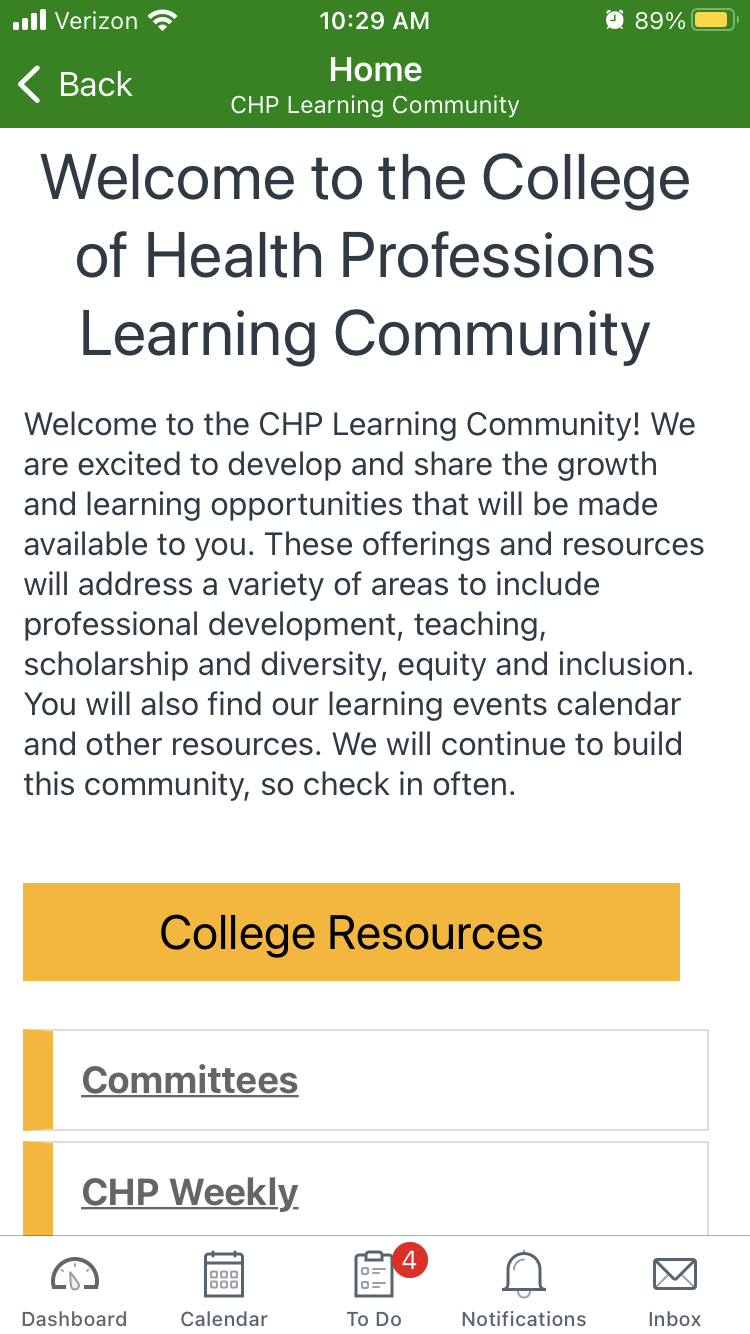 Verizon 10:29 AM 89%
Back
Home
CHP Learning Community
Welcome to the College
of Health Professions
Learning Community
Welcome to the CHP Learning Community! We
are excited to develop and share the growth
and learning opportunities that will be made
available to you. These offerings and resources
will address a variety of areas to include
professional development, teaching,
scholarship and diversity, equity and inclusion.
You will also find our learning events calendar
and other resources. We will continue to build
this community, so check in often.
College Resources
Committees
CHP Weekly
4
Dashboard Calendar To Do Notifications Inbox